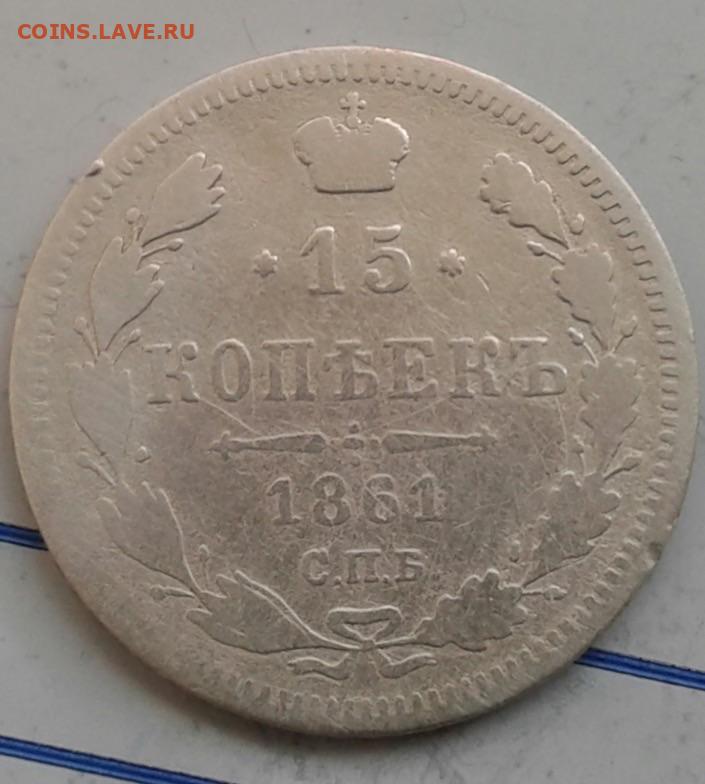 COINS.LAVE.RU
* 15 *
КОПѢЕКЪ
1861
С.П.Б.